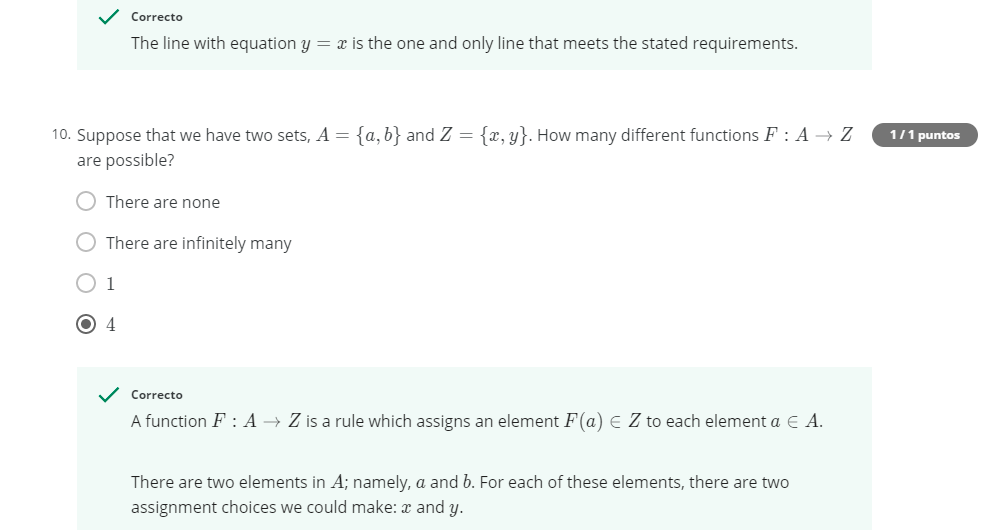 Correcto
The line with equation y = x is the one and only line that meets the stated requirements.
10. Suppose that we have two sets, A = {a, b} and Z = {x, y}. How many different functions F : A → Z
1 / 1 puntos
are possible?
There are none
There are infinitely many
1
4
Correcto
A function F : A → Z is a rule which assigns an element F(a) ∈ Z to each element a ∈ A.
There are two elements in A; namely, a and b. For each of these elements, there are two
assignment choices we could make: x and y.